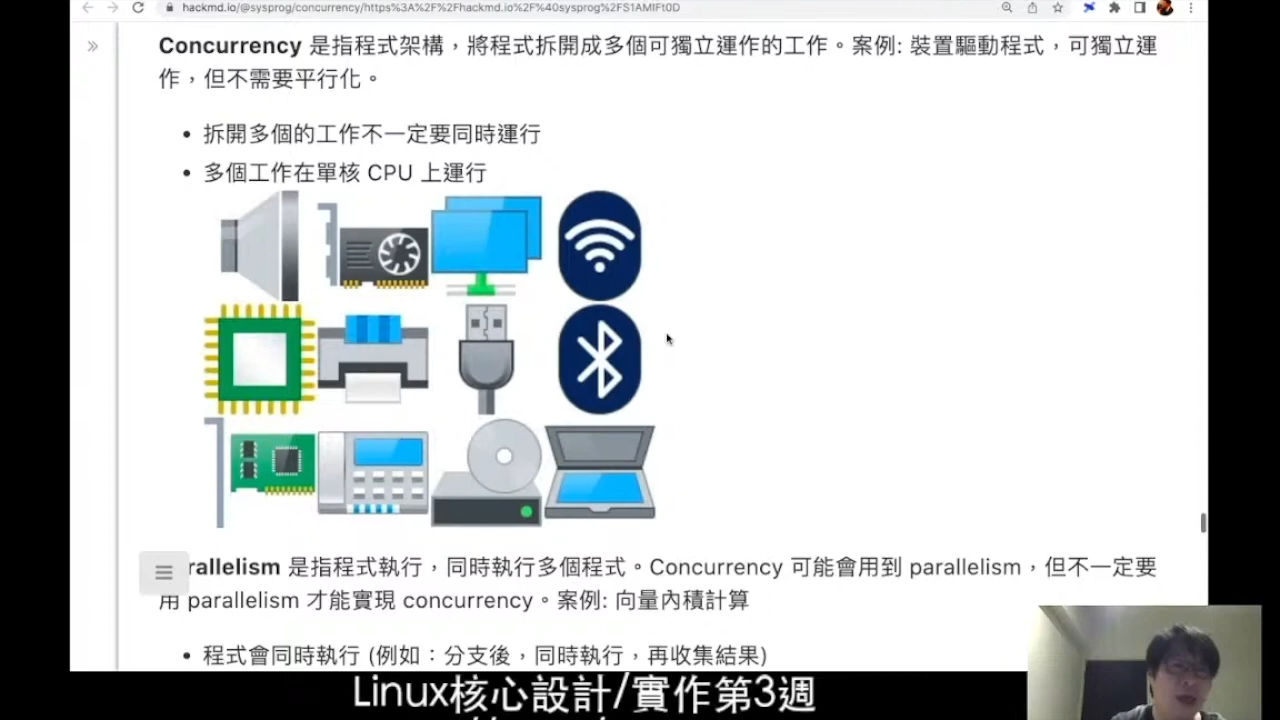 hackmd.io/@sysprog/concurrency/https%3A%2F%2Fhackmd.io%2F%40sysprog%2FS1AMIFt0D
Concurrency 是指程式架構，將程式拆開成多個可獨立運作的工作。案例: 裝置驅動程式，可獨立運
作，但不需要平行化。
拆開多個的工作不一定要同時運行
多個工作在單核 CPU 上運行
rallelism 是指程式執行，同時執行多個程式。Concurrency 可能會用到 parallelism，但不一定要
用 parallelism 才能實現 concurrency。案例: 向量內積計算
程式會同時執行 (例如：分支後，同時執行，再收集結果)
Linux核心設計/實作第3週